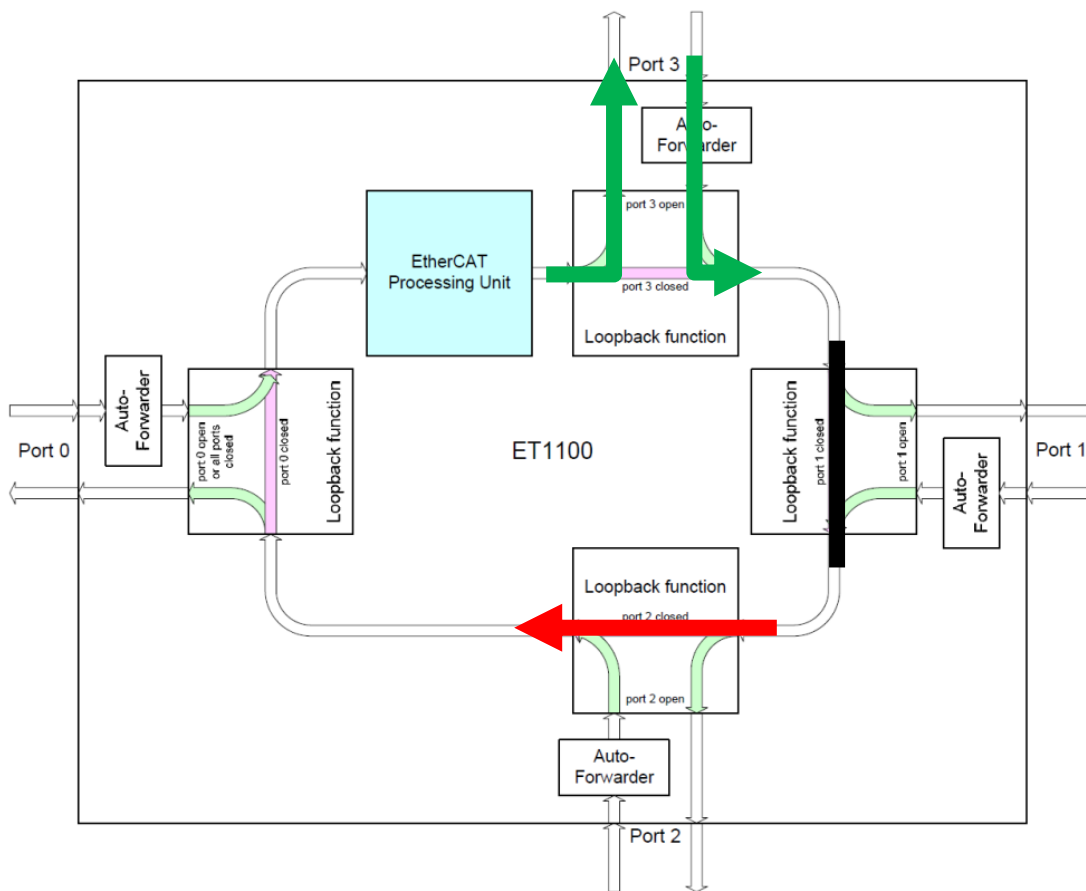 Port 3
Auto-
Forwarder
port 3 open
EtherCAT
Processing Unit
port 3 closed
Loopback function
Auto-
Forwarder
port 0 open
or all ports
closed
port 0 closed
Loopback function
Port 0
ET1100
Loopback function
port 1 closed
port 1 open
Port 1
Auto-
Forwarder
Loopback function
port 2 closed
port 2 open
Auto-
Forwarder
Port 2